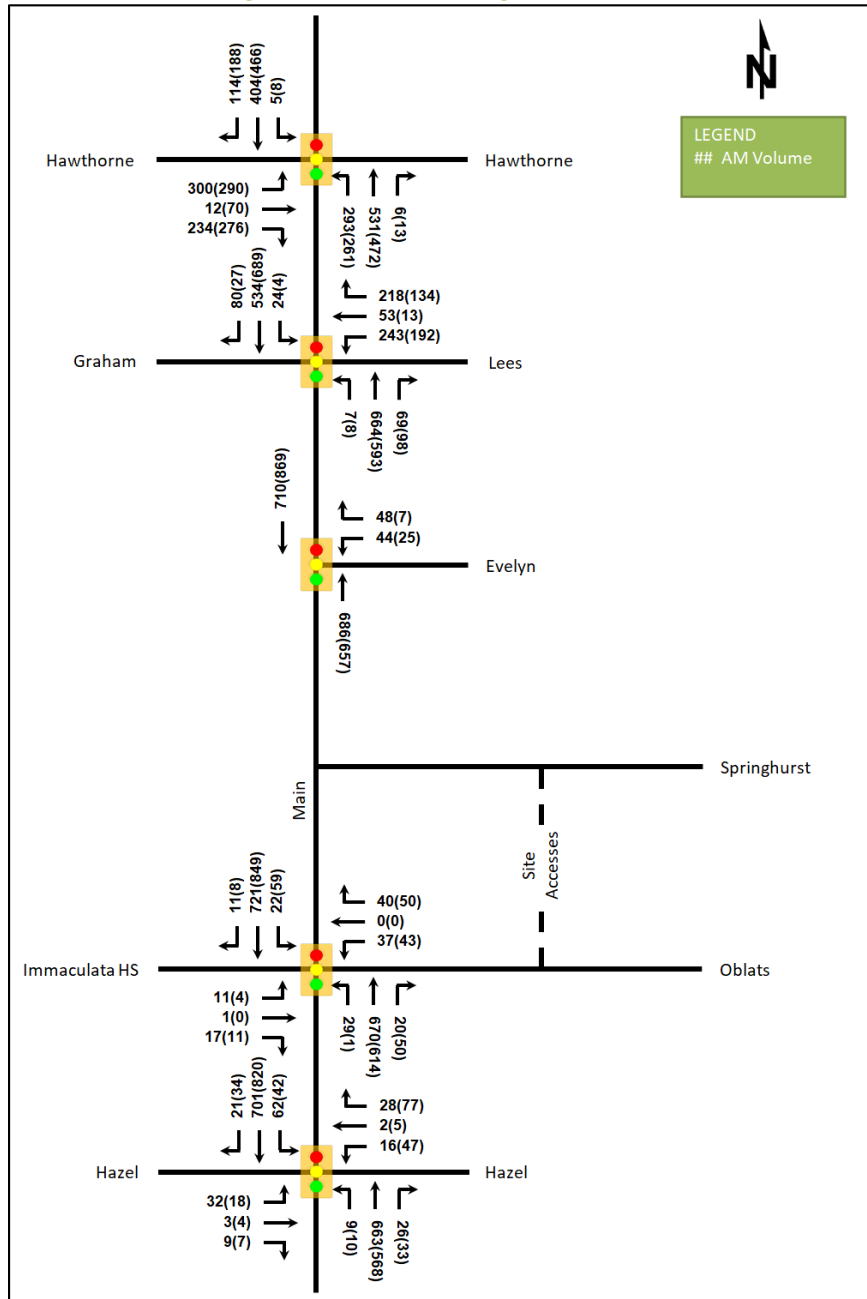 N
LEGEND
## AM Volume
114(188)
404(466)
5(8)
Hawthorne
Hawthorne
300(290)
12(70)
234(276)
293(261)
531(472)
6(13)
80(27)
534(689)
24(4)
218(134)
53(13)
243(192)
Graham
Lees
7(8)
664(593)
69(98)
710(869)
48(7)
44(25)
Evelyn
686(657)
Springhurst
Main
Site
Accesses
11(8)
721(849)
22(59)
40(50)
0(0)
37(43)
Immaculata HS
Oblats
11(4)
1(0)
17(11)
29(1)
670(614)
20(50)
21(34)
701(820)
62(42)
28(77)
2(5)
16(47)
Hazel
Hazel
32(18)
3(4)
9(7)
9(10)
663(568)
26(33)